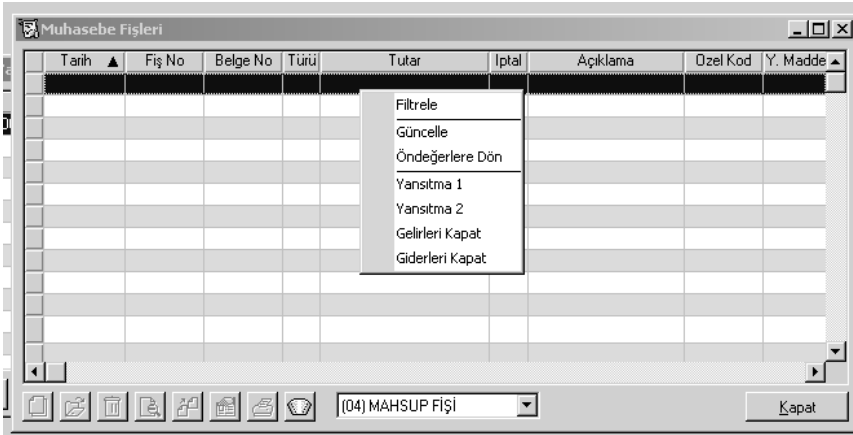 Muhasebe Fişleri
Tarih Fiş No Belge No Türü Tutar Iptal Açıklama Ozel Kod Y. Madde
Filtrele
Güncelle
Öndeğerlere Dön
Yansıtma 1
Yansıtma 2
Gelirleri Kapat
Giderleri Kapat
(04) MAHSUP FİŞİ
Kapat